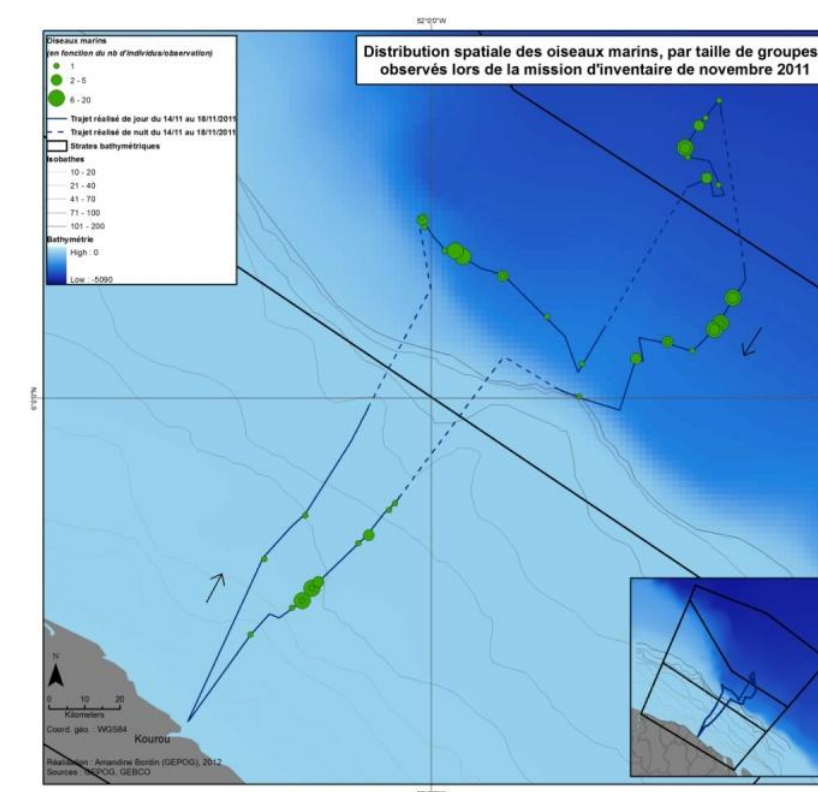 52°0'0"W
Distribution spatiale des oiseaux marins, par taille de groupes
observés lors de la mission d'inventaire de novembre 2011
Oiseaux marins
(en fonction du nb d'individus/observation)
1
2 - 5
6 - 20
Trajet réalisé de jour du 14/11 au 18/11/2011
Trajet réalisé de nuit du 14/11 au 18/11/2011
Strates bathymétriques
Isobathes
10 - 20
21 - 40
41 - 70
71 - 100
101 - 200
Bathymétrie
High : 0
Low : -5090
N
0 10 20
Kilometers
Coord. géo. : WGS84
Kourou
Réalisation : Amandine Bordin (GEPOG), 2012
Sources : GEPOG, GEBCO